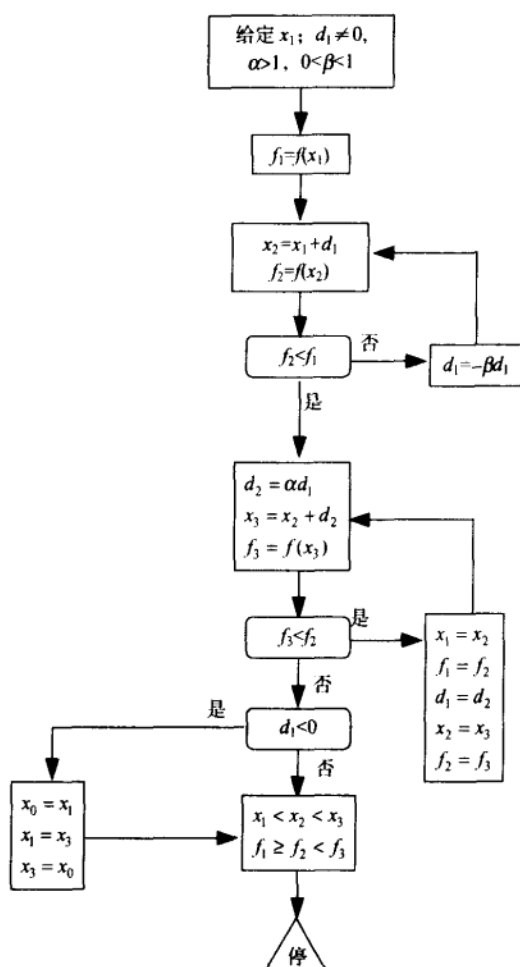 给定 x₁; d₁≠0,
α>1, 0<β<1
f₁=f(x₁)
x₂=x₁+d₁
f₂=f(x₂)
f₂<f₁
否
d₁=-βd₁
是
d₂ = αd₁
x₃ = x₂ + d₂
f₃ = f(x₃)
f₃<f₂
是
x₁ = x₂
f₁ = f₂
d₁ = d₂
x₂ = x₃
f₂ = f₃
否
d₁<0
是
x₀ = x₁
x₁ = x₃
x₃ = x₀
否
x₁ < x₂ < x₃
f₁ ≥ f₂ < f₃
停